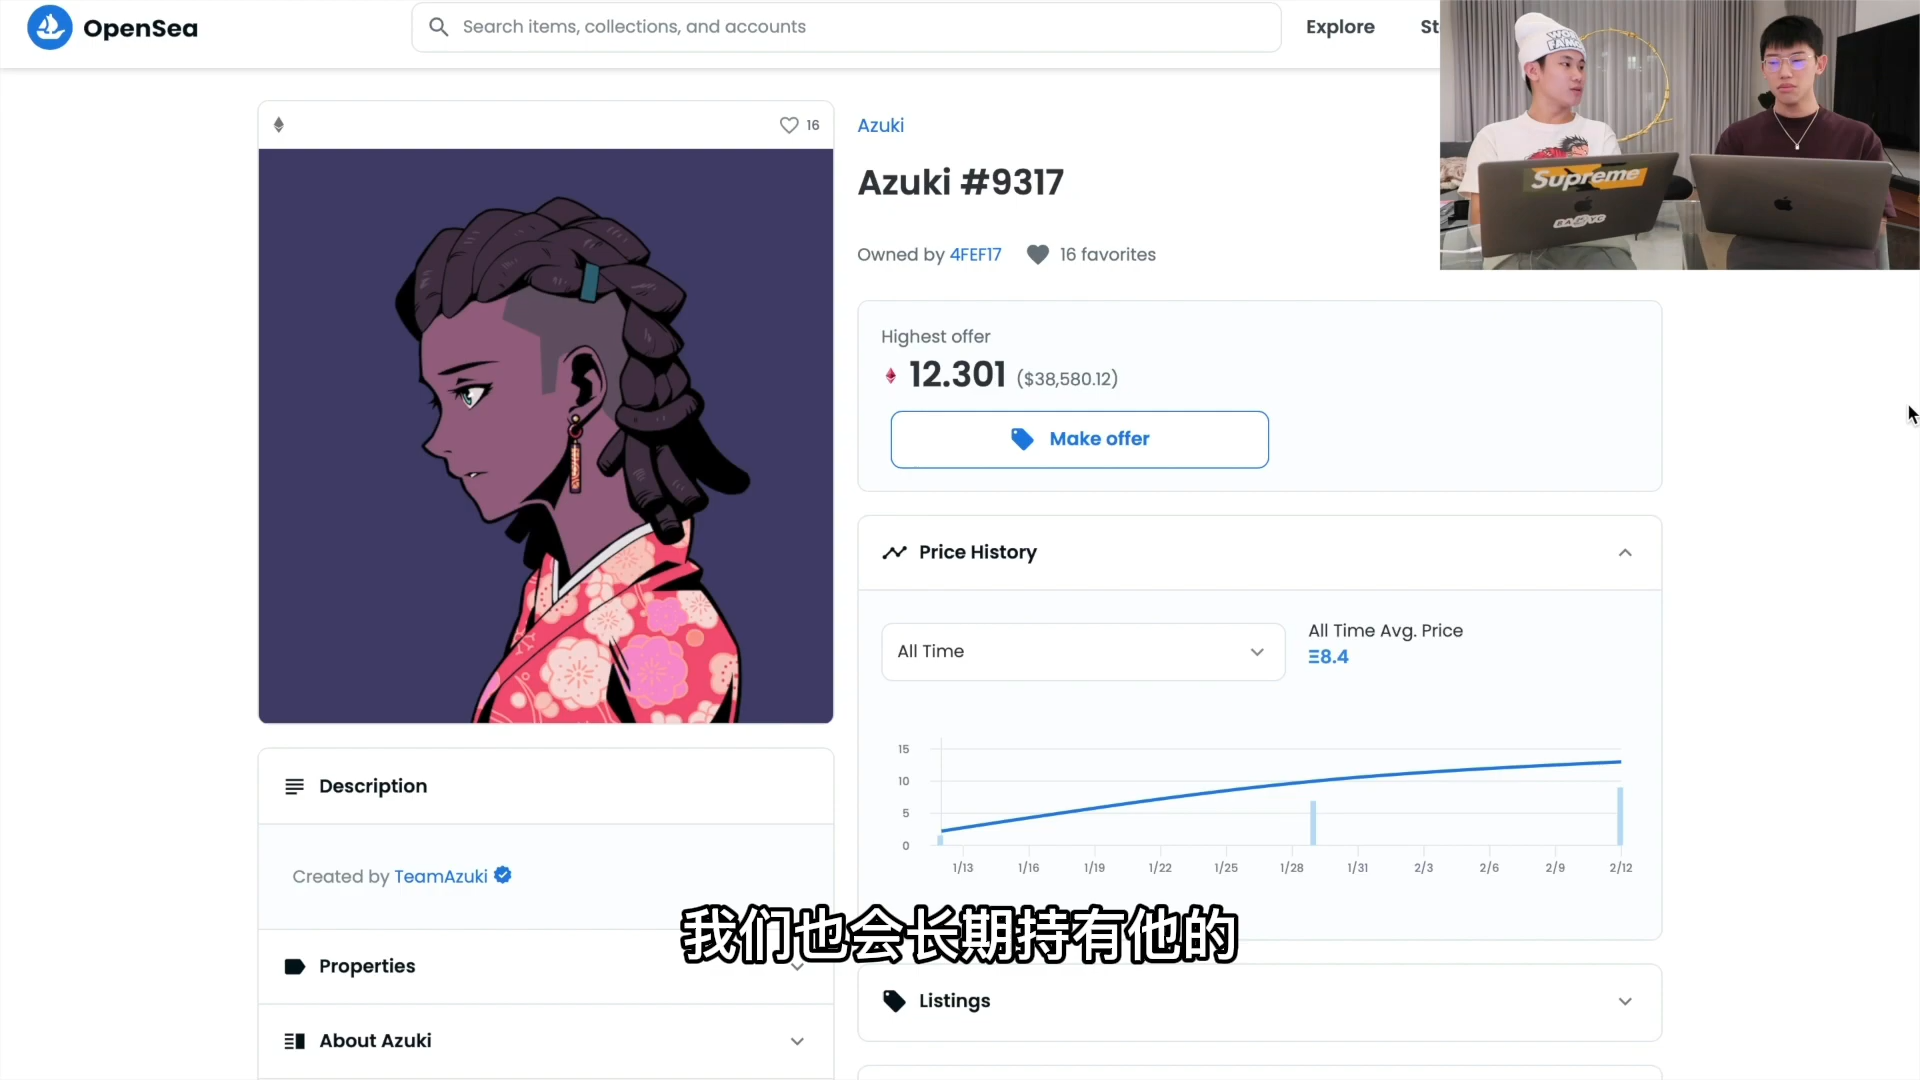 OpenSea
Search items, collections, and accounts
Explore
St
WORLD
FAMOUS
Supreme
16
Azuki
Azuki #9317
Owned by 4FEF17
16 favorites
Highest offer
12.301 ($38,580.12)
Make offer
Price History
All Time
All Time Avg. Price
Ξ8.4
15
10
5
0
1/13 1/16 1/19 1/22 1/25 1/28 1/31 2/3 2/6 2/9 2/12
Description
Created by TeamAzuki
我们也会长期持有他的
Properties
Listings
About Azuki